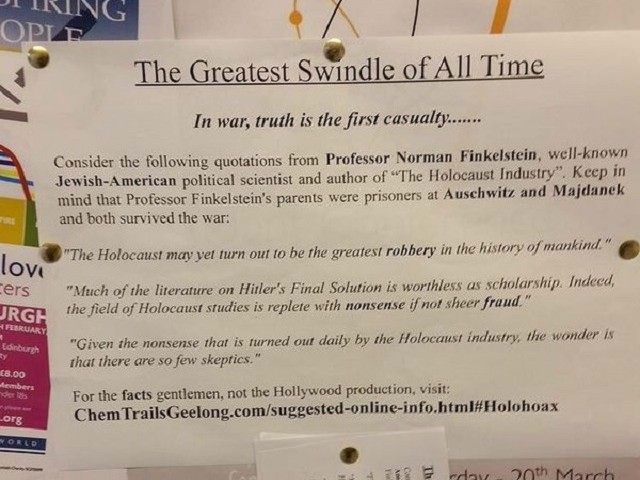 PIRING
OPLE
The Greatest Swindle of All Time
In war, truth is the first casualty.......
Consider the following quotations from Professor Norman Finkelstein, well-known
Jewish-American political scientist and author of "The Holocaust Industry". Keep in
mind that Professor Finkelstein's parents were prisoners at Auschwitz and Majdanek
and both survived the war:
"The Holocaust may yet turn out to be the greatest robbery in the history of mankind."
"Much of the literature on Hitler's Final Solution is worthless as scholarship. Indeed,
the field of Holocaust studies is replete with nonsense if not sheer fraud."
"Given the nonsense that is turned out daily by the Holocaust industry, the wonder is
that there are so few skeptics."
For the facts gentlemen, not the Hollywood production, visit:
ChemTrailsGeelong.com/suggested-online-info.html#Holohoax
love
ers
URGH
FEBRUARY
Edinburgh
£8.00
Members
.org
WORLD
rday - 20th March